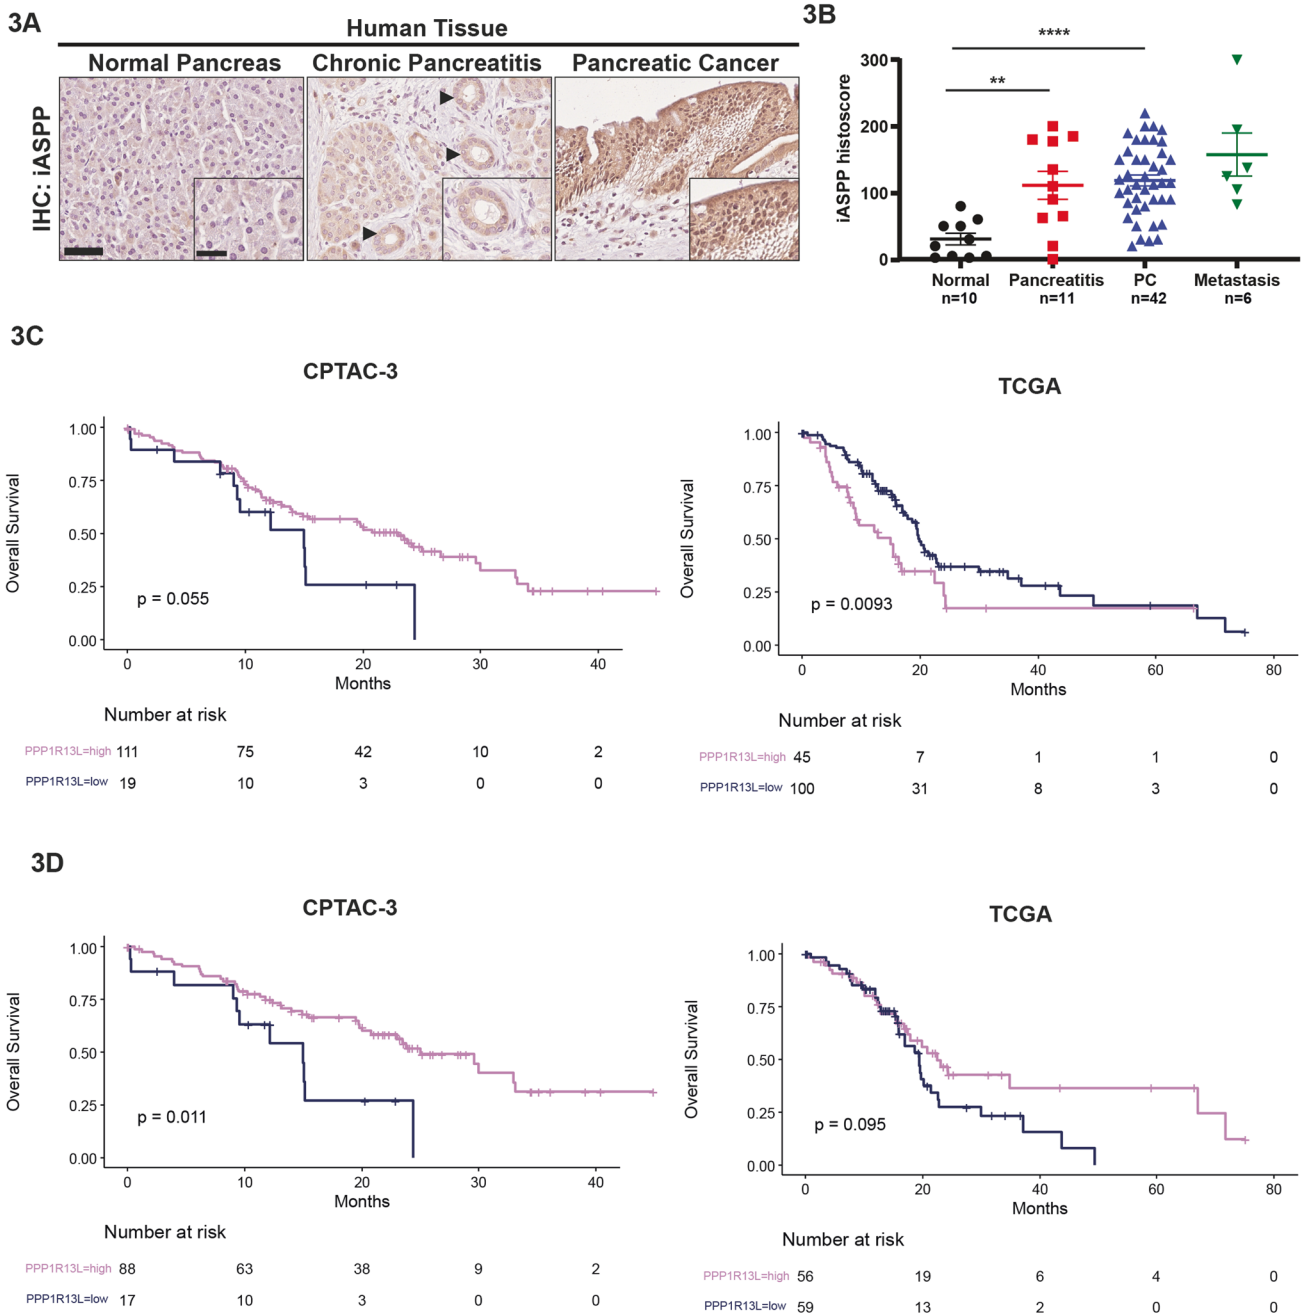 3A
Human Tissue
Normal Pancreas Chronic Pancreatitis Pancreatic Cancer
IHC: iASPP
3B
****
**
iASPP histoscore
300
200
100
0
Normal Pancreatitis PC Metastasis
n=10 n=11 n=42 n=6
3C
CPTAC-3
Overall Survival
1.00
0.75
0.50
0.25
0.00
p = 0.055
0 10 20 30 40
Months
Number at risk
PPP1R13L=high 111 75 42 10 2
PPP1R13L=low 19 10 3 0 0
TCGA
Overall Survival
1.00
0.75
0.50
0.25
0.00
p = 0.0093
0 20 40 60 80
Months
Number at risk
PPP1R13L=high 45 7 1 1 0
PPP1R13L=low 100 31 8 3 0
3D
CPTAC-3
Overall Survival
1.00
0.75
0.50
0.25
0.00
p = 0.011
0 10 20 30 40
Months
Number at risk
PPP1R13L=high 88 63 38 9 2
PPP1R13L=low 17 10 3 0 0
TCGA
Overall Survival
1.00
0.75
0.50
0.25
0.00
p = 0.095
0 20 40 60 80
Months
Number at risk
PPP1R13L=high 56 19 6 4 0
PPP1R13L=low 59 13 2 0 0